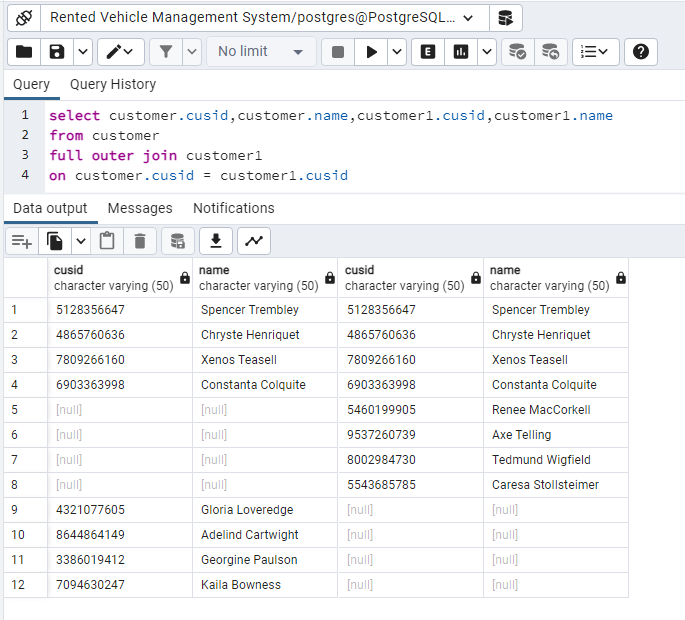 Rented Vehicle Management System/postgres@PostgreSQL...
No limit
E
Query Query History
1 select customer.cusid,customer.name,customer1.cusid,customer1.name
2 from customer
3 full outer join customer1
4 on customer.cusid = customer1.cusid
Data output Messages Notifications
cusid name cusid name
character varying (50) character varying (50) character varying (50) character varying (50)
1 5128356647 Spencer Trembley 5128356647 Spencer Trembley
2 4865760636 Chryste Henriquet 4865760636 Chryste Henriquet
3 7809266160 Xenos Teasell 7809266160 Xenos Teasell
4 6903363998 Constanta Colquite 6903363998 Constanta Colquite
5 [null] [null] 5460199905 Renee MacCorkell
6 [null] [null] 9537260739 Axe Telling
7 [null] [null] 8002984730 Tedmund Wigfield
8 [null] [null] 5543685785 Caresa Stollsteimer
9 4321077605 Gloria Loveredge [null] [null]
10 8644864149 Adelind Cartwight [null] [null]
11 3386019412 Georgine Paulson [null] [null]
12 7094630247 Kaila Bowness [null] [null]